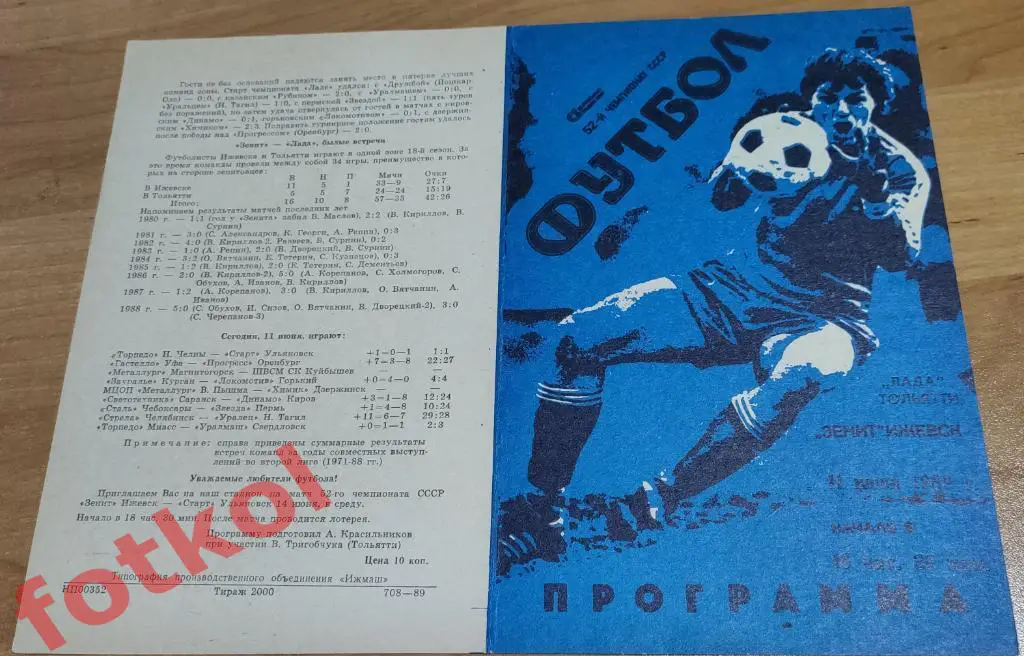 Гости не без оснований надеются занять место в пятерке лучших
команд зоны. Старт чемпионата «Ладе» удался: с «Дружбой» (Йошкар-
Ола) — 0:0, с казанским «Рубином» — 2:0, с «Уралмашем» — 0:0, с
«Уральцем» (Н. Тагил) — 1:0, с пермской «Звездой» — 1:1 (пять туров
без поражений), но затем удача отвернулась от гостей в матчах с киров-
ским «Динамо» — 0:1, горьковским «Локомотивом» — 0:1, с дзержин-
ским «Химиком» — 2:3. Поправить турнирное положение гостям удалось
после победы над «Прогрессом» (Оренбург) — 2:0.
«Зенит» — «Лада», былые встречи
Футболисты Ижевска и Тольятти играют в одной зоне 18-й сезон. За
это время команды провели между собой 34 игры, преимущество в кото-
рых на стороне зенитовцев:
В Н П Мячи Очки
В Ижевске 11 5 1 33—9 27:7
В Тольятти 5 5 7 24—24 15:19
Итого: 16 10 8 57—33 42:26
Напоминаем результаты матчей последних лет
1980 г. — 1:1 (гол у «Зенита» забил В. Маслов), 2:2 (В. Кириллов, В.
Сурнин)
1981 г. — 3:0 (С. Александров, К. Георги, А. Репин), 0:3
1982 г. — 4:0 (В. Кириллов-2, Развеев, В. Сурнин), 0:2
1983 г. — 1:0 (А. Репин), 2:0 (В. Дворецкий, В. Сурнин)
1984 г. — 3:2 (О. Вятчанин, Е. Тетерин, С. Кузнецов), 0:3
1985 г. — 1:2 (В. Кириллов), 2:0 (Е. Тетерин, С. Дементьев)
1986 г. — 2:0 (В. Кириллов-2), 5:0 (А. Корепанов, С. Холмогоров, С.
Обухов, А. Иванов, В. Кириллов)
1987 г. — 1:2 (А. Корепанов), 3:0 (В. Кириллов, О. Вятчанин, А.
Иванов)
1988 г. — 5:0 (С. Обухов, И. Сизов, О. Вятчанин, В. Дворецкий-2), 3:0
(С. Черепанов-3)
Сегодня, 11 июня, играют:
«Торпедо» Н. Челны — «Старт» Ульяновск +1—0—1 1:1
«Гастелло» Уфа — «Прогресс» Оренбург +7—3—8 22:27
«Металлург» Магнитогорск — ШВСМ СК Куйбышев —
«Зауралье» Курган — «Локомотив» Горький +0—4—0 4:4
МЦОП «Металлург» В. Пышма — «Химик» Дзержинск —
«Светотехника» Саранск — «Динамо» Киров +3—1—8 12:24
«Сталь» Чебоксары — «Звезда» Пермь +1—4—8 10:24
«Стрела» Челябинск — «Уралец» Н. Тагил +11—6—7 29:28
«Торпедо» Миасс — «Уралмаш» Свердловск +0—1—1 2:3
Примечание: справа приведены суммарные результаты
встреч команд за годы совместных выступ-
лений во второй лиге (1971-88 гг.)
Уважаемые любители футбола!
Приглашаем Вас на наш стадион на матч 52-го чемпионата СССР
«Зенит» Ижевск — «Старт» Ульяновск 14 июня, в среду.
Начало в 18 час. 30 мин. После матча проводится лотерея.
Программу подготовил А. Красильников
при участии В. Тригобчука (Тольятти)
Цена 10 коп.
Типография производственного объединения «Ижмаш»
НП00352 Тираж 2000 708—89
52-й ЧЕМПИОНАТ СССР
ФУТБОЛ
„ЛАДА"
ТОЛЬЯТТИ
„ЗЕНИТ" ИЖЕВСК
НАЧАЛО В
ПРОГРАММА
fotkol